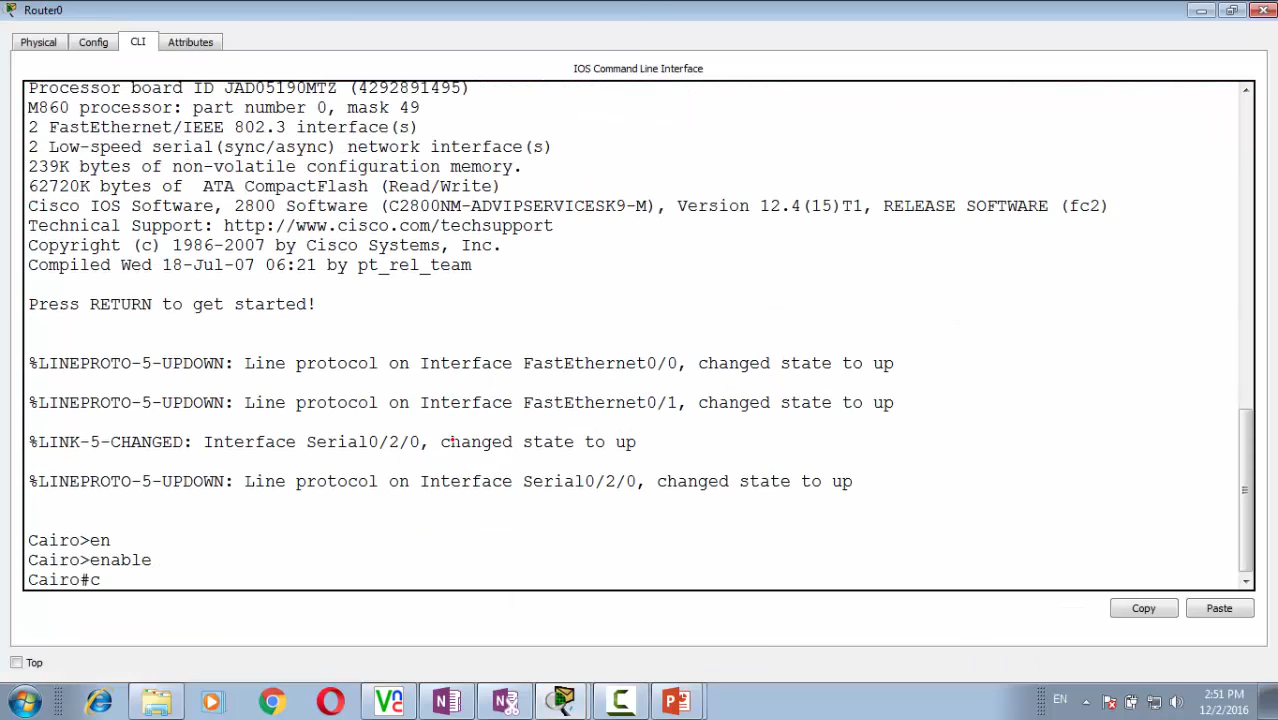 Router0
Physical Config CLI Attributes
IOS Command Line Interface
Processor board ID JAD05190MTZ (4292891495)
M860 processor: part number 0, mask 49
2 FastEthernet/IEEE 802.3 interface(s)
2 Low-speed serial(sync/async) network interface(s)
239K bytes of non-volatile configuration memory.
62720K bytes of  ATA CompactFlash (Read/Write)
Cisco IOS Software, 2800 Software (C2800NM-ADVIPSERVICESK9-M), Version 12.4(15)T1, RELEASE SOFTWARE (fc2)
Technical Support: http://www.cisco.com/techsupport
Copyright (c) 1986-2007 by Cisco Systems, Inc.
Compiled Wed 18-Jul-07 06:21 by pt_rel_team
Press RETURN to get started!
%LINEPROTO-5-UPDOWN: Line protocol on Interface FastEthernet0/0, changed state to up
%LINEPROTO-5-UPDOWN: Line protocol on Interface FastEthernet0/1, changed state to up
%LINK-5-CHANGED: Interface Serial0/2/0, changed state to up
%LINEPROTO-5-UPDOWN: Line protocol on Interface Serial0/2/0, changed state to up
Cairo>en
Cairo>enable
Cairo#c
Copy Paste
Top
EN
2:51 PM
12/2/2016